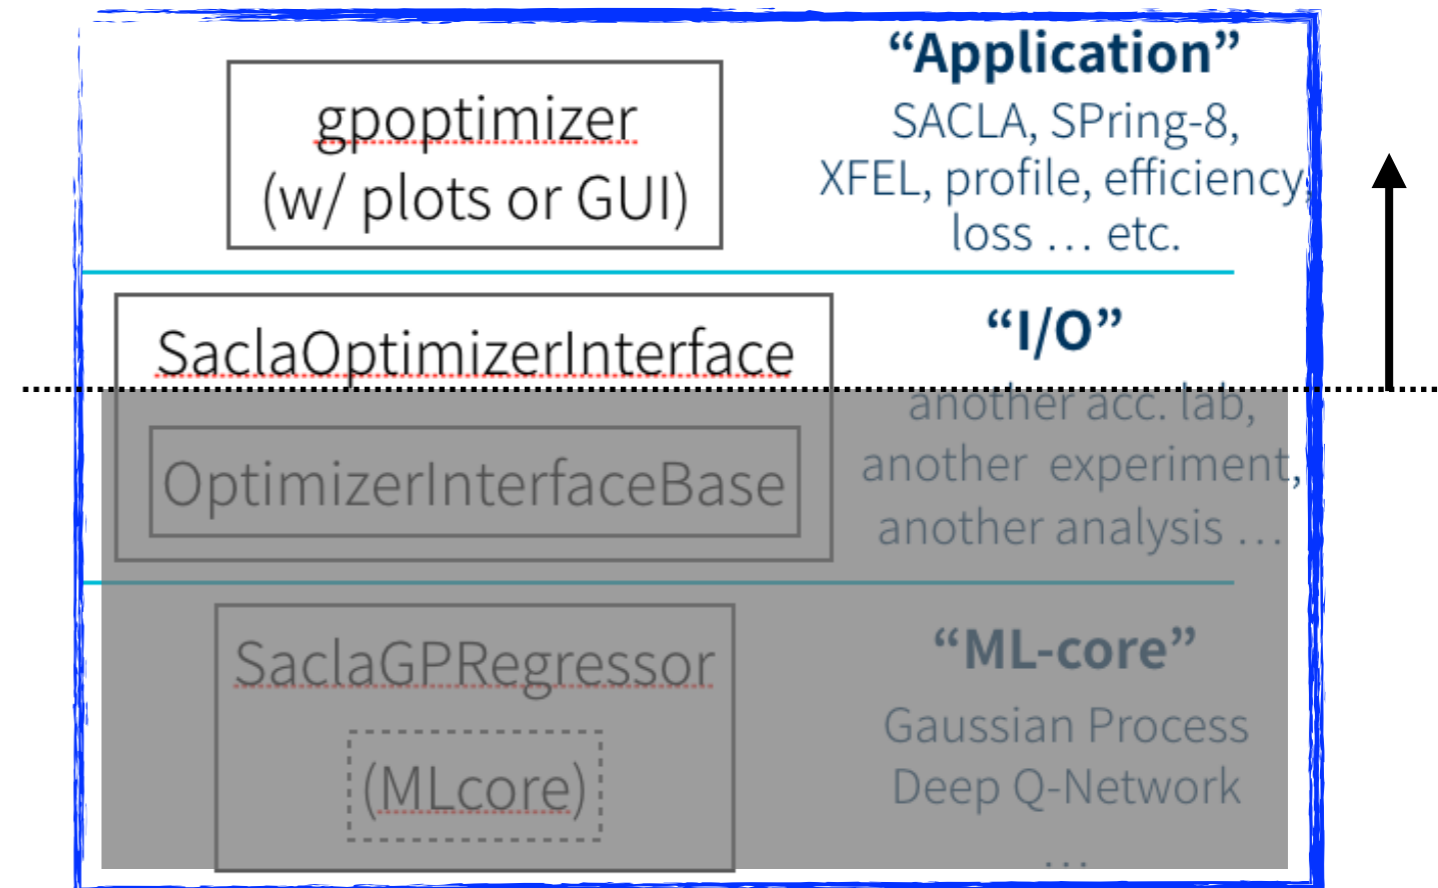 gpoptimizer
(w/ plots or GUI)
“Application”
SACLA, SPring-8,
XFEL, profile, efficiency,
loss … etc.
SaclaOptimizerInterface
OptimizerInterfaceBase
“I/O”
another acc. lab,
another  experiment,
another analysis …
SaclaGPRegressor
(MLcore)
“ML-core”
Gaussian Process
Deep Q-Network
…